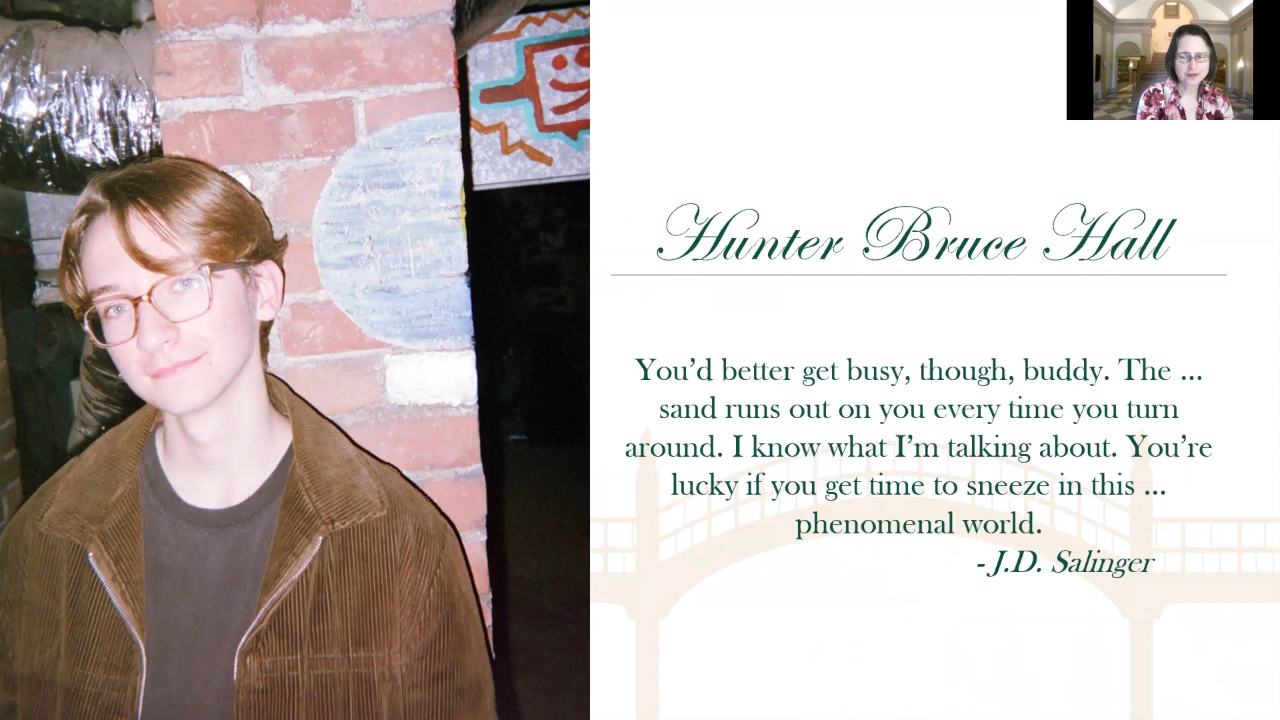 Hunter Bruce Hall
You’d better get busy, though, buddy. The ...
sand runs out on you every time you turn
around. I know what I’m talking about. You’re
lucky if you get time to sneeze in this ...
phenomenal world.
- J.D. Salinger